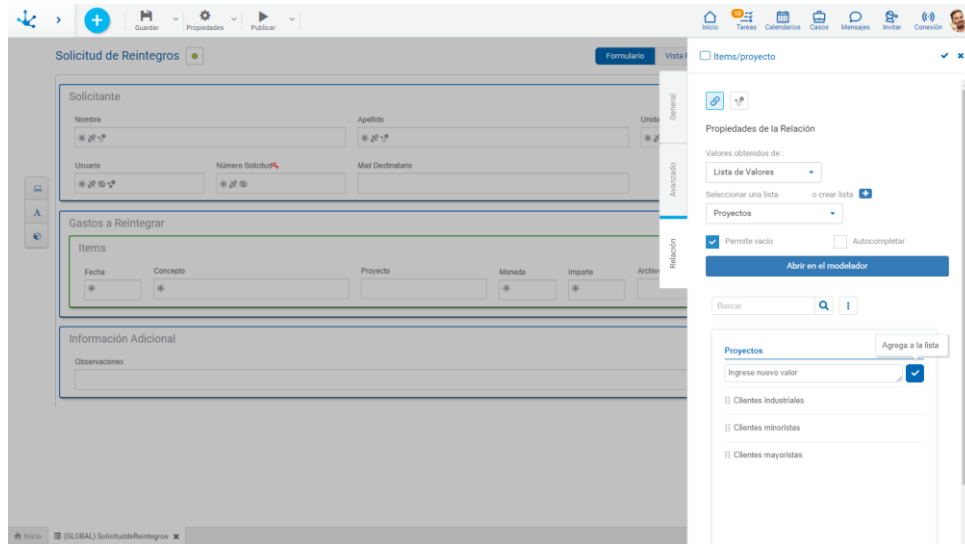 Guardar
Propiedades
Publicar
Inicio
10
Tareas
Calendarios
Casos
Mensajes
Invitar
Conexión
Solicitud de Reintegros
Formulario
Solicitante
Nombre
Apellido
Usuario
Número Solicitud
Mail Destinatario
A
Gastos a Reintegrar
Items
Fecha
Concepto
Proyecto
Moneda
Importe
Información Adicional
Observaciones
Inicio
(GLOBAL) SolicituddeReintegros
General
Avanzado
Relación
Items/proyecto
Propiedades de la Relación
Valores obtenidos de :
Lista de Valores
Seleccionar una lista o crear lista
Proyectos
Permite vacío Autocompletar
Abrir en el modelador
Buscar
Agrega a la lista
Proyectos
Ingrese nuevo valor
Clientes industriales
Clientes minoristas
Clientes mayoristas